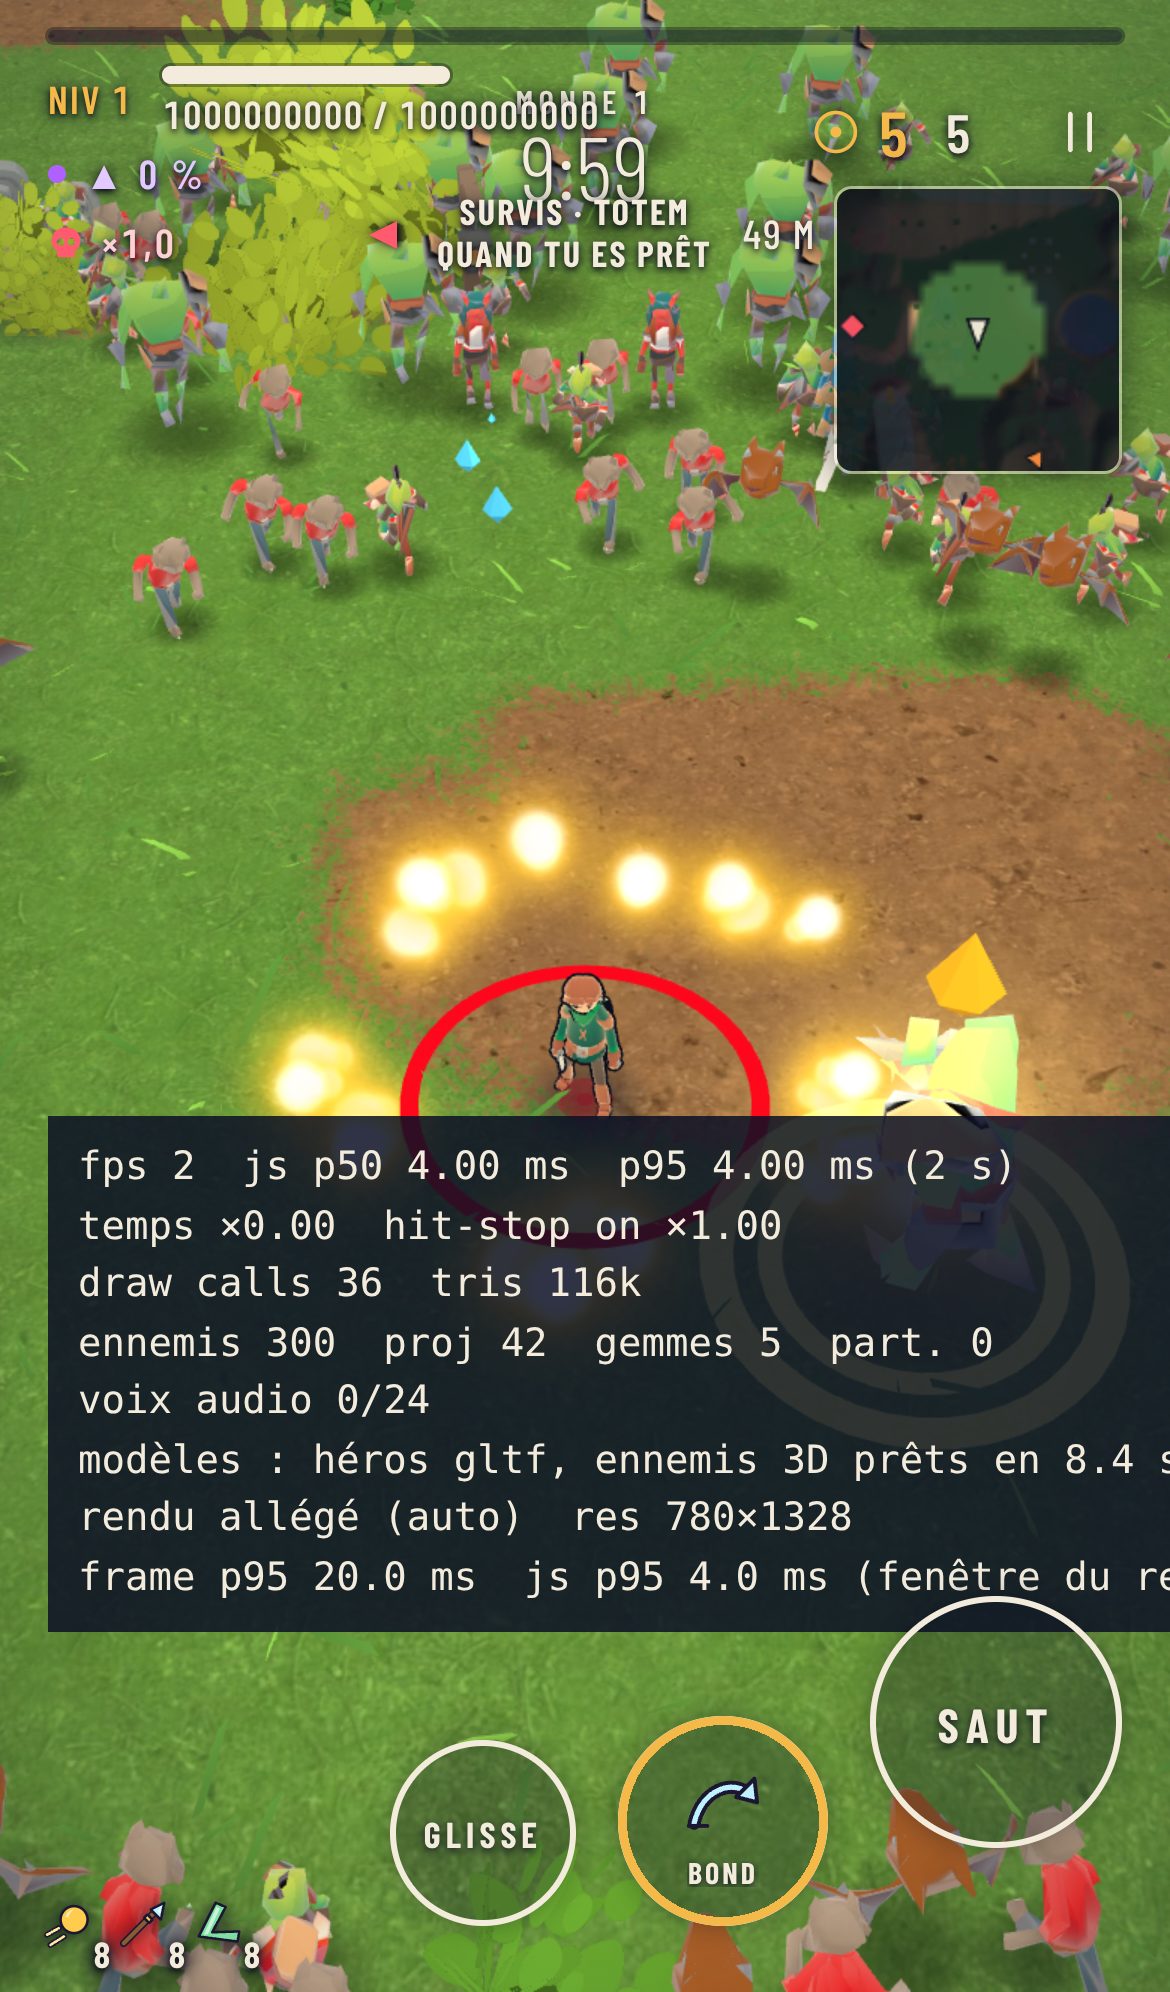 NIV 1
1000000000 / 1000000000
MONDE 1
5 5
9:59
0 %
SURVIS · TOTEM
QUAND TU ES PRÊT
49 M
×1,0
fps 2 js p50 4.00 ms p95 4.00 ms (2 s)
temps ×0.00 hit-stop on ×1.00
draw calls 36 tris 116k
ennemis 300 proj 42 gemmes 5 part. 0
voix audio 0/24
modèles : héros gltf, ennemis 3D prêts en 8.4 s
rendu allégé (auto) res 780×1328
frame p95 20.0 ms js p95 4.0 ms (fenêtre du re
SAUT
GLISSE
BOND
8 8 8